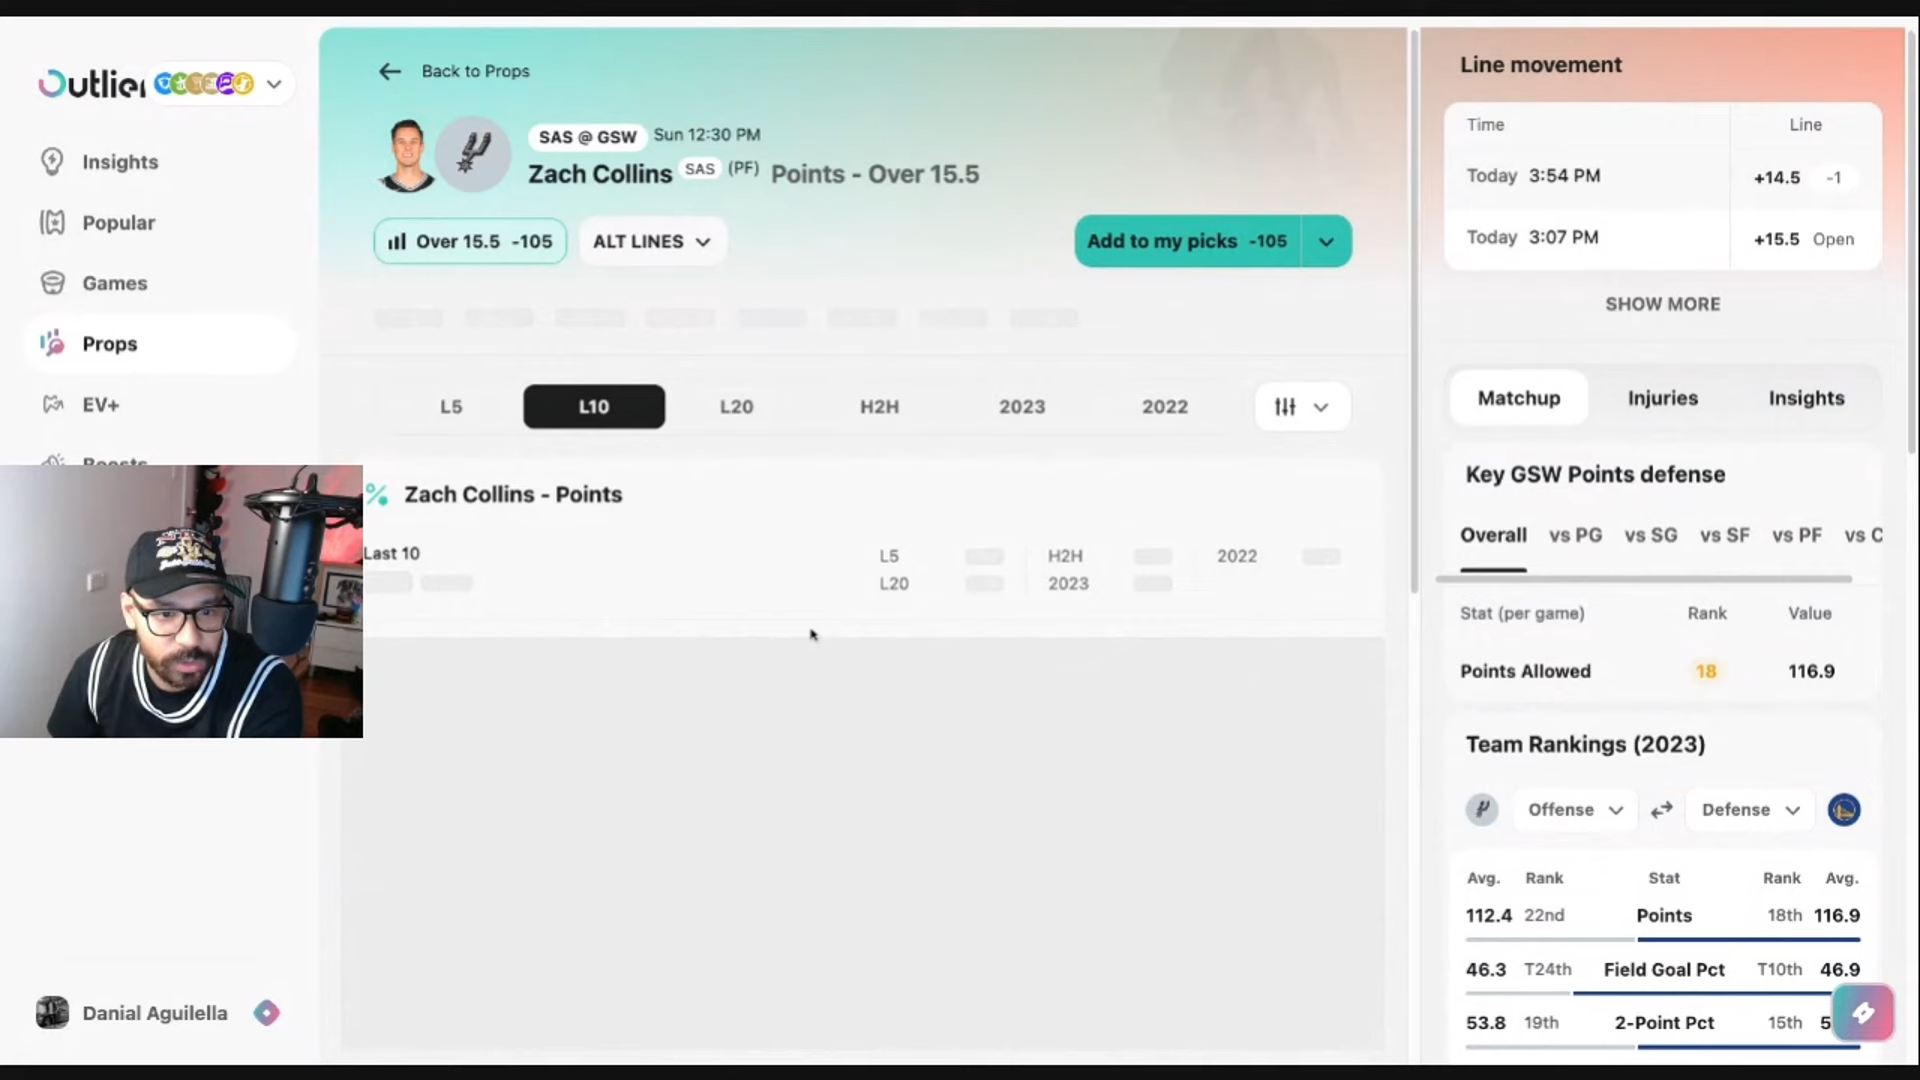 Outlier
Insights
Popular
Games
Props
EV+
Boosts
Danial Aguilella
Back to Props
SAS @ GSW Sun 12:30 PM
Zach Collins SAS (PF) Points - Over 15.5
Over 15.5 -105
ALT LINES
Add to my picks -105
L5 L10 L20 H2H 2023 2022
Zach Collins - Points
Last 10
L5 H2H 2022
L20 2023
Line movement
Time Line
Today 3:54 PM +14.5 -1
Today 3:07 PM +15.5 Open
SHOW MORE
Matchup Injuries Insights
Key GSW Points defense
Overall vs PG vs SG vs SF vs PF vs C
Stat (per game) Rank Value
Points Allowed 18 116.9
Team Rankings (2023)
Offense Defense
Avg. Rank Stat Rank Avg.
112.4 22nd Points 18th 116.9
46.3 T24th Field Goal Pct T10th 46.9
53.8 19th 2-Point Pct 15th